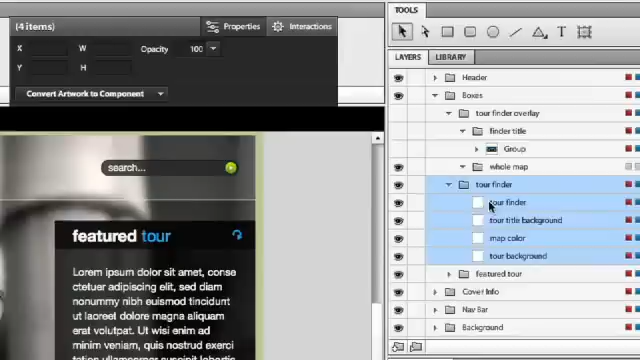 (4 items)
Properties
Interactions
X
W
Opacity
100
Y
H
Convert Artwork to Component
search...
featured tour
Lorem ipsum dolor sit amet, conse
ctetuer adipiscing elit, sed diam
nonummy nibh euismod tincidunt
ut laoreet dolore magna aliquam
erat volutpat. Ut wisi enim ad
minim veniam, quis nostrud exerci
TOOLS
T
LAYERS
LIBRARY
Header
Boxes
tour finder overlay
finder title
Group
whole map
tour finder
tour finder
tour title background
map color
tour background
featured tour
Cover Info
Nav Bar
Background